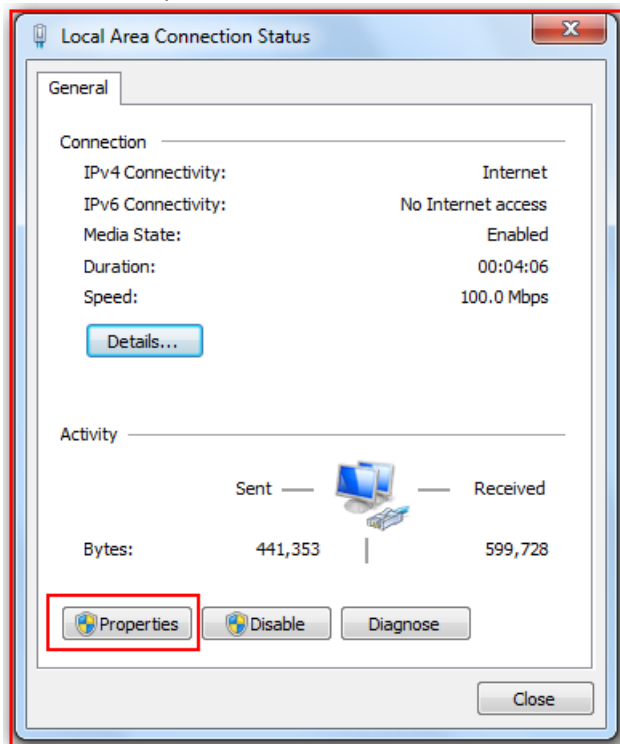 Local Area Connection Status
General
Connection
IPv4 Connectivity: Internet
IPv6 Connectivity: No Internet access
Media State: Enabled
Duration: 00:04:06
Speed: 100.0 Mbps
Details...
Activity
Sent Received
Bytes: 441,353 599,728
Properties Disable Diagnose
Close